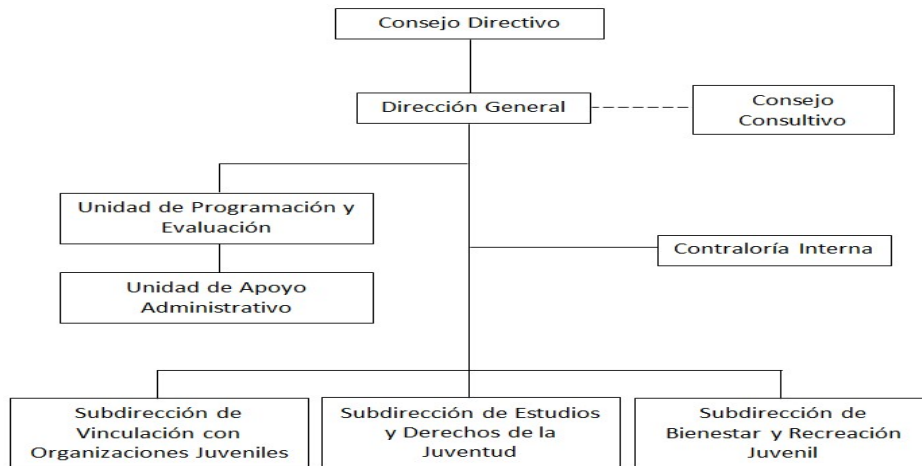 Consejo Directivo
Dirección General
Consejo
Consultivo
Unidad de Programación y
Evaluación
Contraloría Interna
Unidad de Apoyo
Administrativo
Subdirección de
Vinculación con
Organizaciones Juveniles
Subdirección de Estudios
y Derechos de la
Juventud
Subdirección de
Bienestar y Recreación
Juvenil